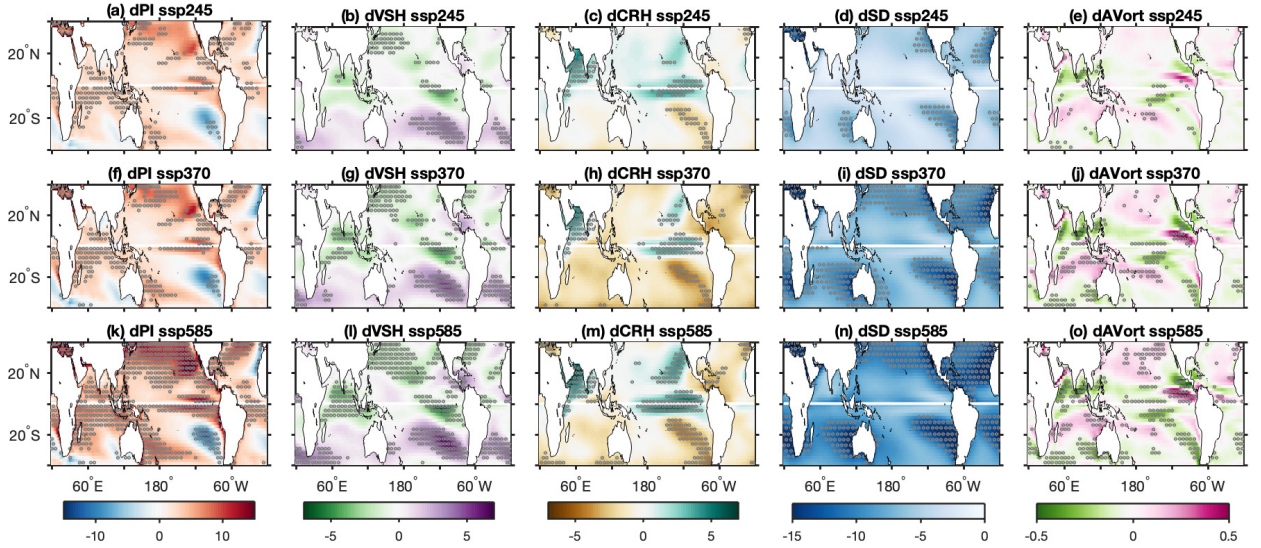 (a) dPI ssp245
(b) dVSH ssp245
(c) dCRH ssp245
(d) dSD ssp245
(e) dAVort ssp245
20°N
20°S
(f) dPI ssp370
(g) dVSH ssp370
(h) dCRH ssp370
(i) dSD ssp370
(j) dAVort ssp370
20°N
20°S
(k) dPI ssp585
(l) dVSH ssp585
(m) dCRH ssp585
(n) dSD ssp585
(o) dAVort ssp585
20°N
20°S
60 E 180° 60 W 60 E 180° 60 W 60 E 180° 60 W 60 E 180° 60 W 60 E 180° 60 W
-10 0 10 -5 0 5 -5 0 5 -15 -10 -5 0 -0.5 0 0.5